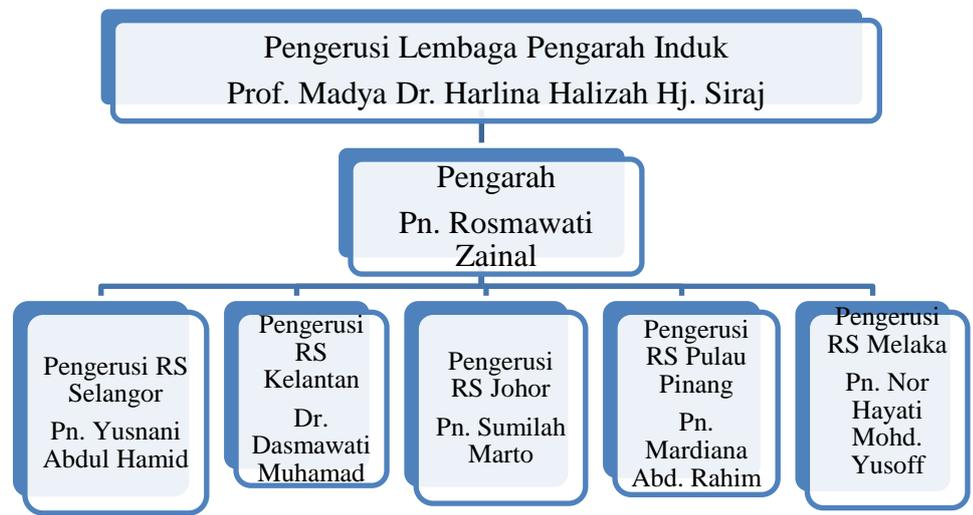 Pengerusi Lembaga Pengarah Induk
Prof. Madya Dr. Harlina Halizah Hj. Siraj
Pengarah
Pn. Rosmawati
Zainal
Pengerusi RS
Selangor
Pn. Yusnani
Abdul Hamid
Pengerusi
RS
Kelantan
Dr.
Dasmawati
Muhamad
Pengerusi
RS Johor
Pn. Sumilah
Marto
Pengerusi
RS Pulau
Pinang
Pn.
Mardiana
Abd. Rahim
Pengerusi
RS Melaka
Pn. Nor
Hayati
Mohd.
Yusoff